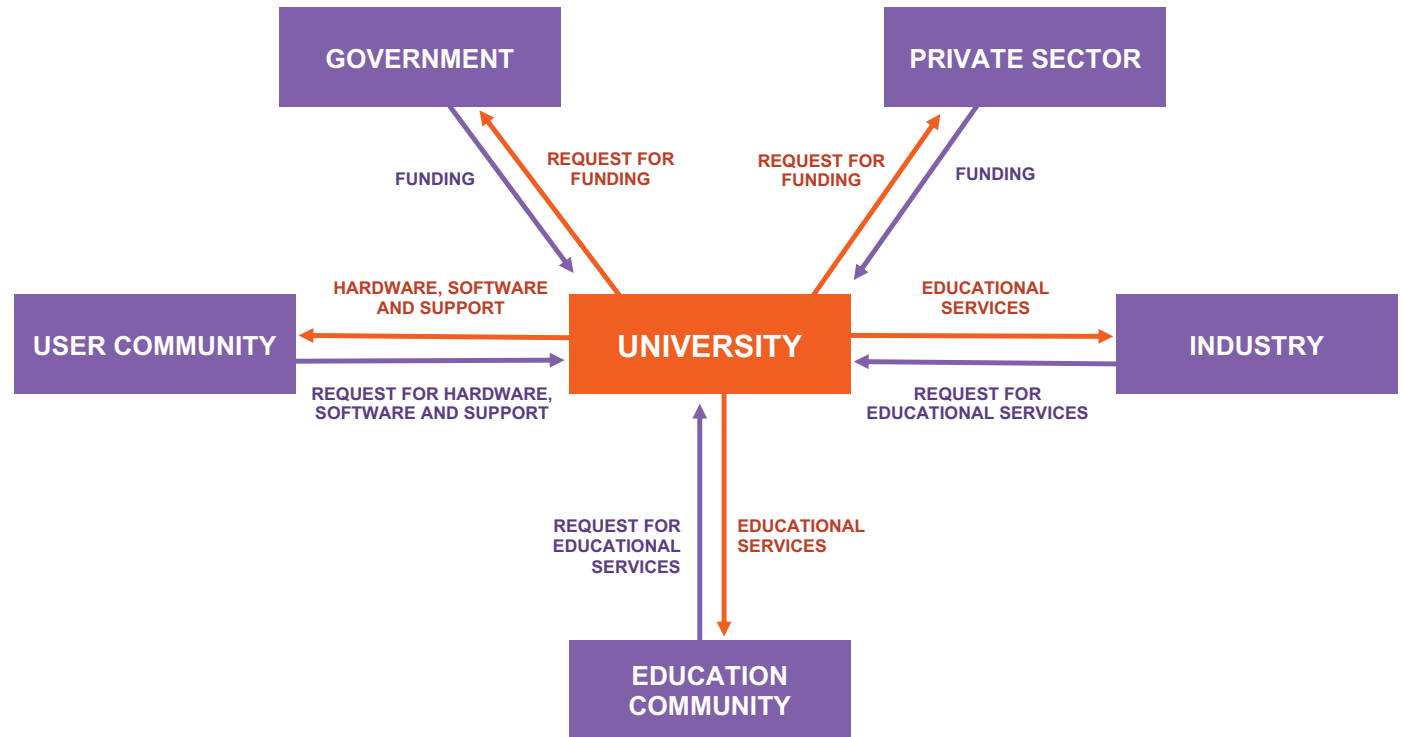 GOVERNMENT
PRIVATE SECTOR
FUNDING
REQUEST FOR
FUNDING
REQUEST FOR
FUNDING
FUNDING
HARDWARE, SOFTWARE
AND SUPPORT
EDUCATIONAL
SERVICES
USER COMMUNITY
UNIVERSITY
INDUSTRY
REQUEST FOR HARDWARE,
SOFTWARE AND SUPPORT
REQUEST FOR
EDUCATIONAL SERVICES
REQUEST FOR
EDUCATIONAL
SERVICES
EDUCATIONAL
SERVICES
EDUCATION
COMMUNITY